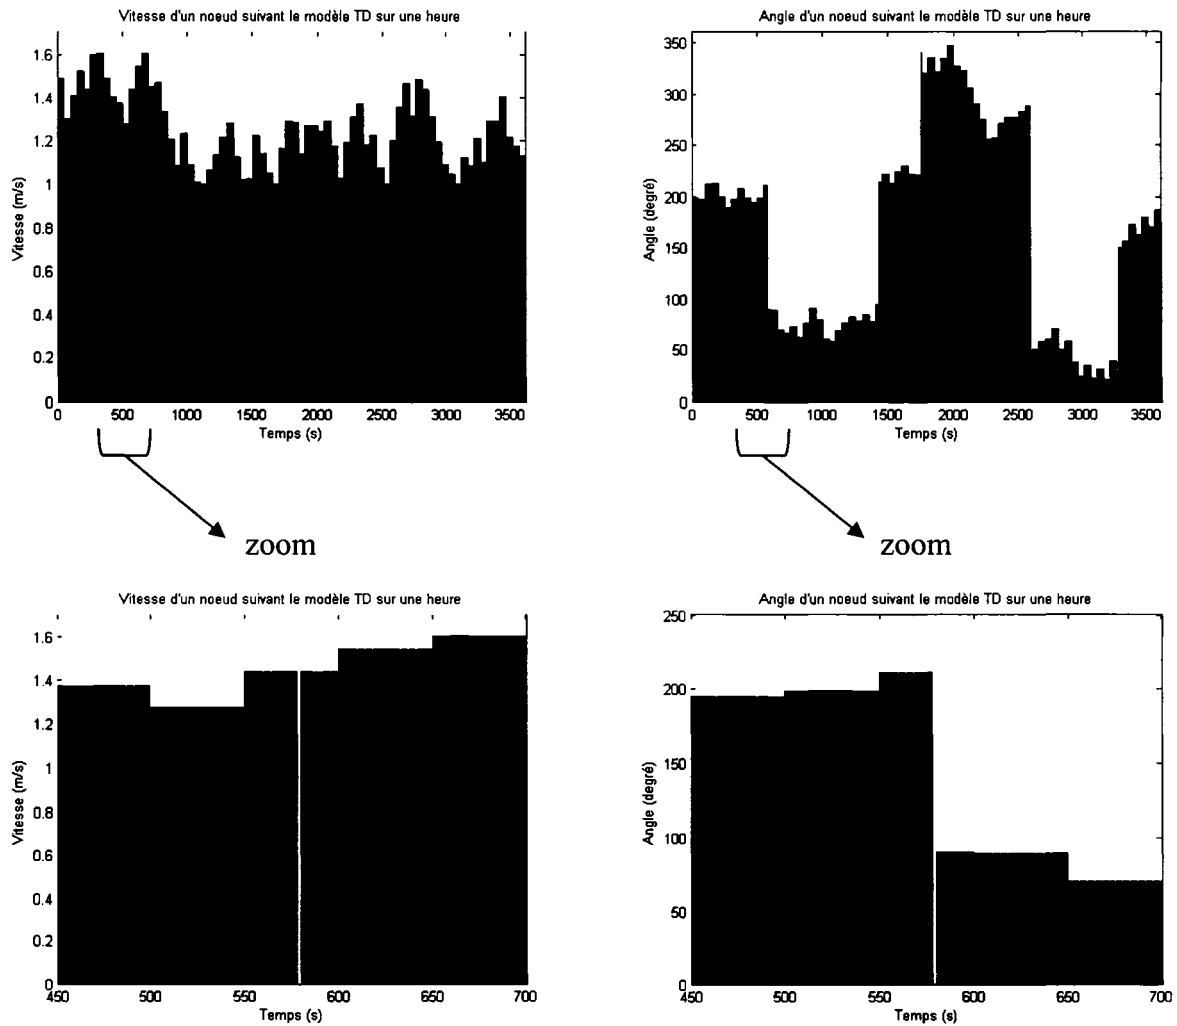 Vitesse d'un noeud suivant le modèle TD sur une heure
1.6
1.4
1.2
1
0.8
0.6
0.4
0.2
0
Vitesse (m/s)
0 500 1000 1500 2000 2500 3000 3500
Temps (s)
Angle d'un noeud suivant le modèle TD sur une heure
350
300
250
200
150
100
50
0
Angle (degré)
0 500 1000 1500 2000 2500 3000 3500
Temps (s)
zoom
zoom
Vitesse d'un noeud suivant le modèle TD sur une heure
1.6
1.4
1.2
1
0.8
0.6
0.4
0.2
0
Vitesse (m/s)
450 500 550 600 650 700
Temps (s)
Angle d'un noeud suivant le modèle TD sur une heure
250
200
150
100
50
0
Angle (degré)
450 500 550 600 650 700
Temps (s)